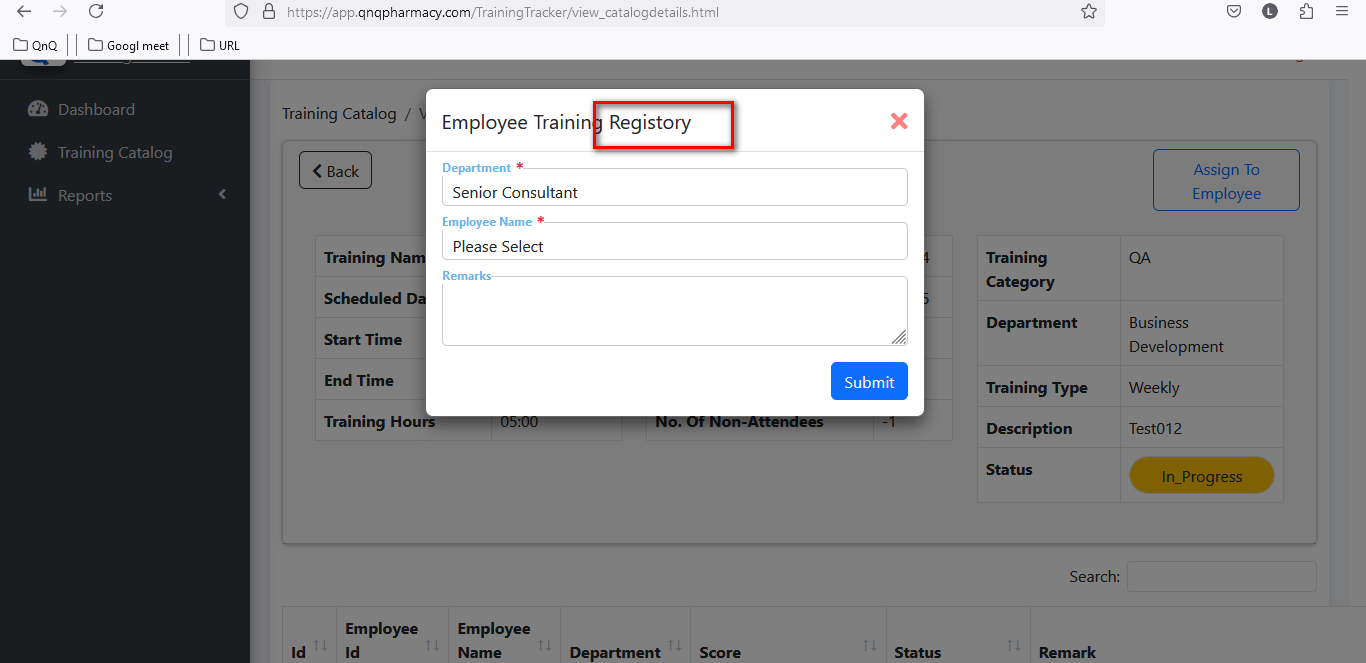 https://app.qnqpharmacy.com/TrainingTracker/view_catalogdetails.html
L
QnQ
Googl meet
URL
Dashboard
Training Catalog
Reports
Training Catalog /
Employee Training Registory
Back
Assign To
Employee
Department *
Senior Consultant
Employee Name *
Please Select
Remarks
Submit
Training Nam
Scheduled Da
Start Time
End Time
Training Hours
05:00
No. Of Non-Attendees
-1
Training
Category
QA
Department
Business
Development
Training Type
Weekly
Description
Test012
Status
In_Progress
Search:
Id
Employee
Id
Employee
Name
Department
Score
Status
Remark